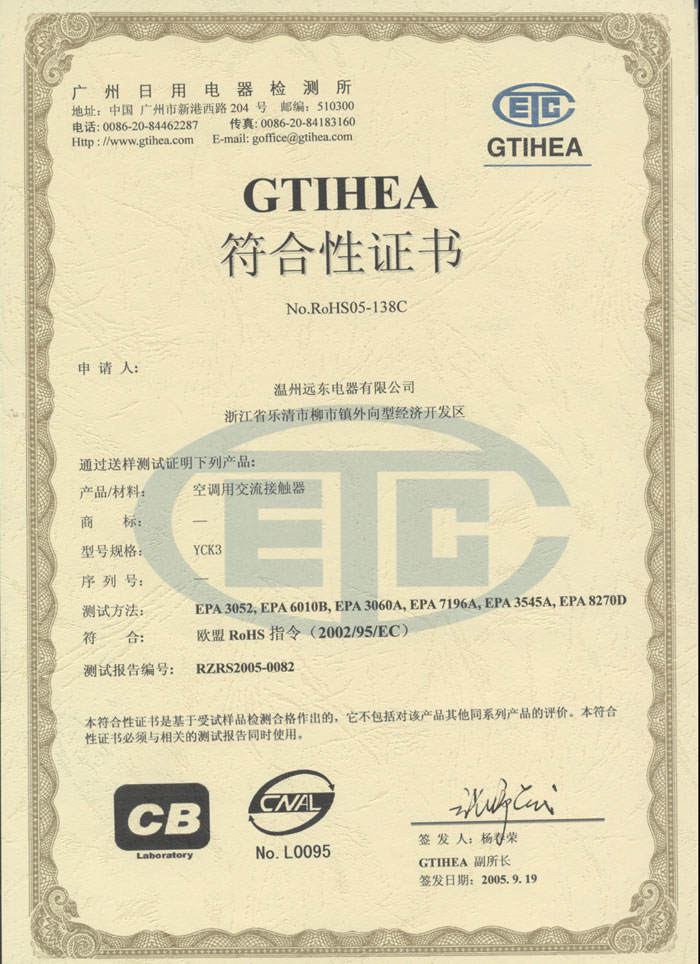 广州日用电器检测所
地址：中国 广州市新港西路 204 号 邮编：510300
电话：0086-20-84462287 传真：0086-20-84183160
Http://www.gtihea.com E-mail: goffice@gtihea.com
ETC
GTIHEA
GTIHEA
符合性证书
No.RoHS05-138C
申请人：
温州远东电器有限公司
浙江省乐清市柳市镇外向型经济开发区
通过送样测试证明下列产品：
产品/材料： 空调用交流接触器
商 标： —
型号规格： YCK3
序列号： —
测试方法： EPA 3052, EPA 6010B, EPA 3060A, EPA 7196A, EPA 3545A, EPA 8270D
符 合： 欧盟 RoHS 指令（2002/95/EC）
测试报告编号： RZRS2005-0082
本符合性证书是基于受试样品检测合格作出的，它不包括对该产品其他同系列产品的评价。本符合
性证书必须与相关的测试报告同时使用。
CB
Laboratory
CNAL
No. L0095
签发人：杨春荣
GTIHEA 副所长
签发日期：2005.9.19
ETC